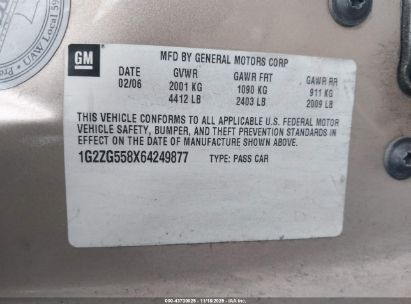 UAW
GM
MFD BY GENERAL MOTORS CORP
DATE GVWR GAWR FRT GAWR RR
02/06 2001 KG 1090 KG 911 KG
4412 LB 2403 LB 2009 LB
THIS VEHICLE CONFORMS TO ALL APPLICABLE U.S. FEDERAL MOTOR
VEHICLE SAFETY, BUMPER, AND THEFT PREVENTION STANDARDS IN
EFFECT ON THE DATE OF MANUFACTURE SHOWN ABOVE.
1G2ZG558X64249877 TYPE: PASS CAR